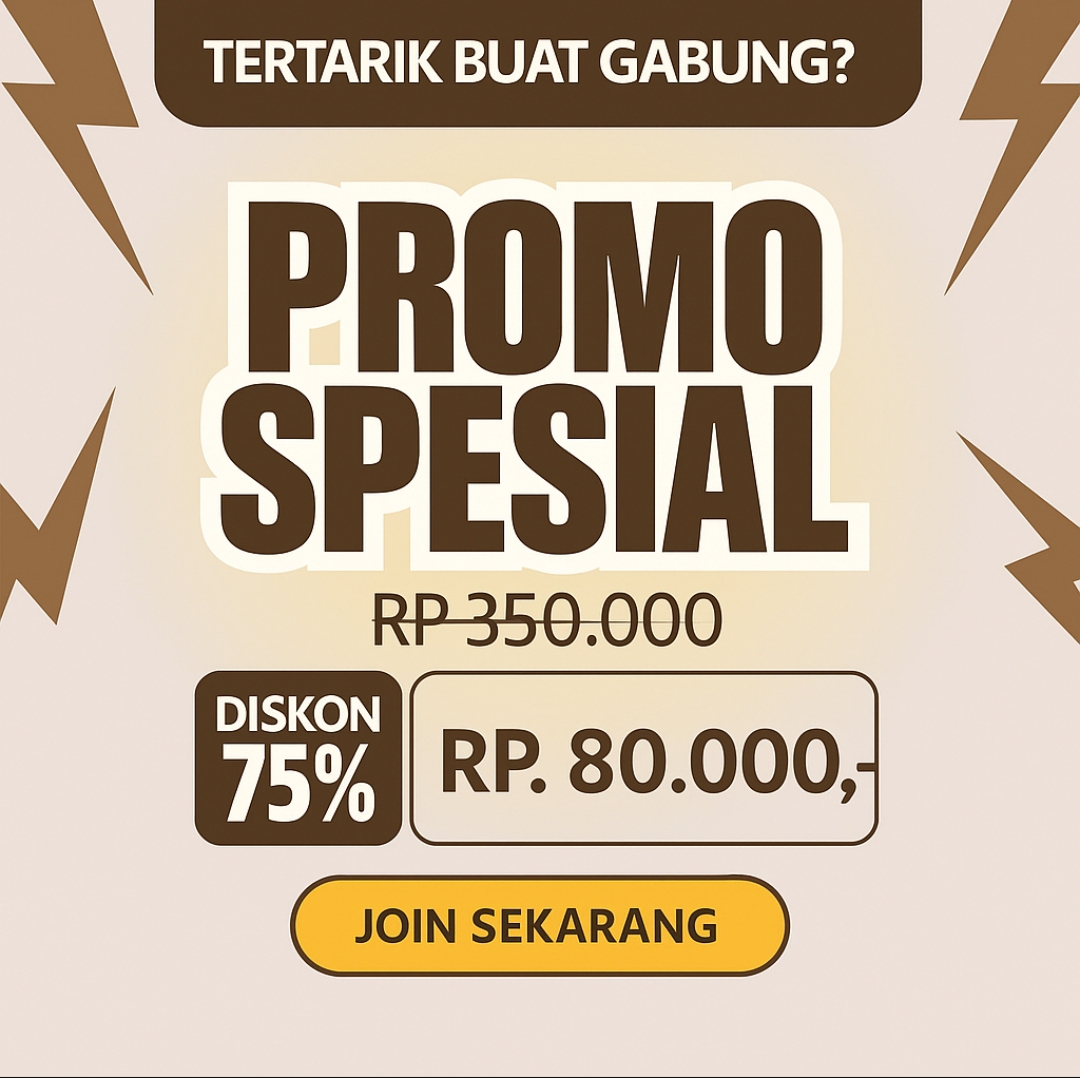 TERTARIK BUAT GABUNG?
PROMO
SPESIAL
RP 350.000
DISKON
75%
RP. 80.000,-
JOIN SEKARANG